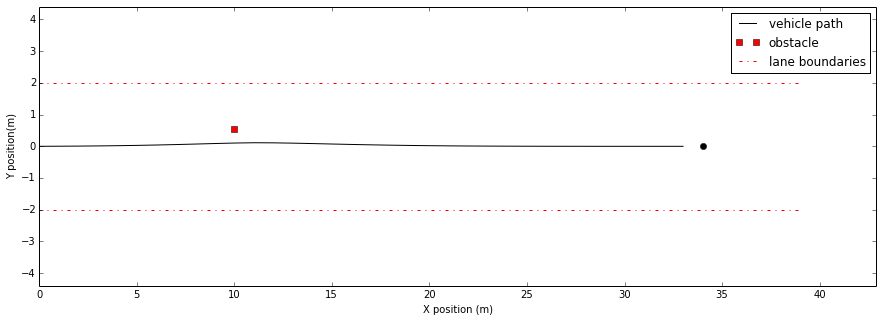 vehicle path
obstacle
lane boundaries
4
3
2
1
0
−1
−2
−3
−4
Y position(m)
0 5 10 15 20 25 30 35 40
X position (m)